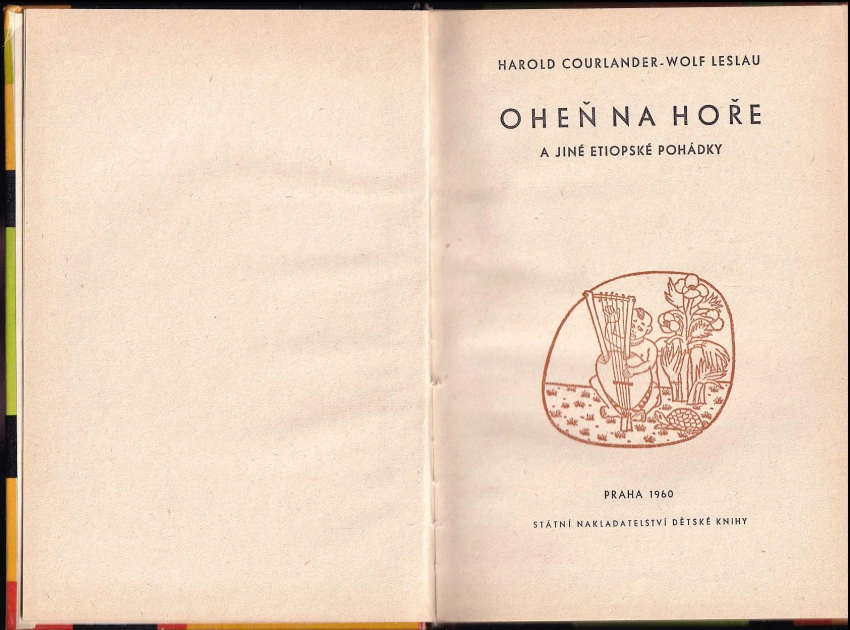 HAROLD COURLANDER-WOLF LESLAU
OHEŇ NA HOŘE
A JINÉ ETIOPSKÉ POHÁDKY
PRAHA 1960
STÁTNÍ NAKLADATELSTVÍ DĚTSKÉ KNIHY